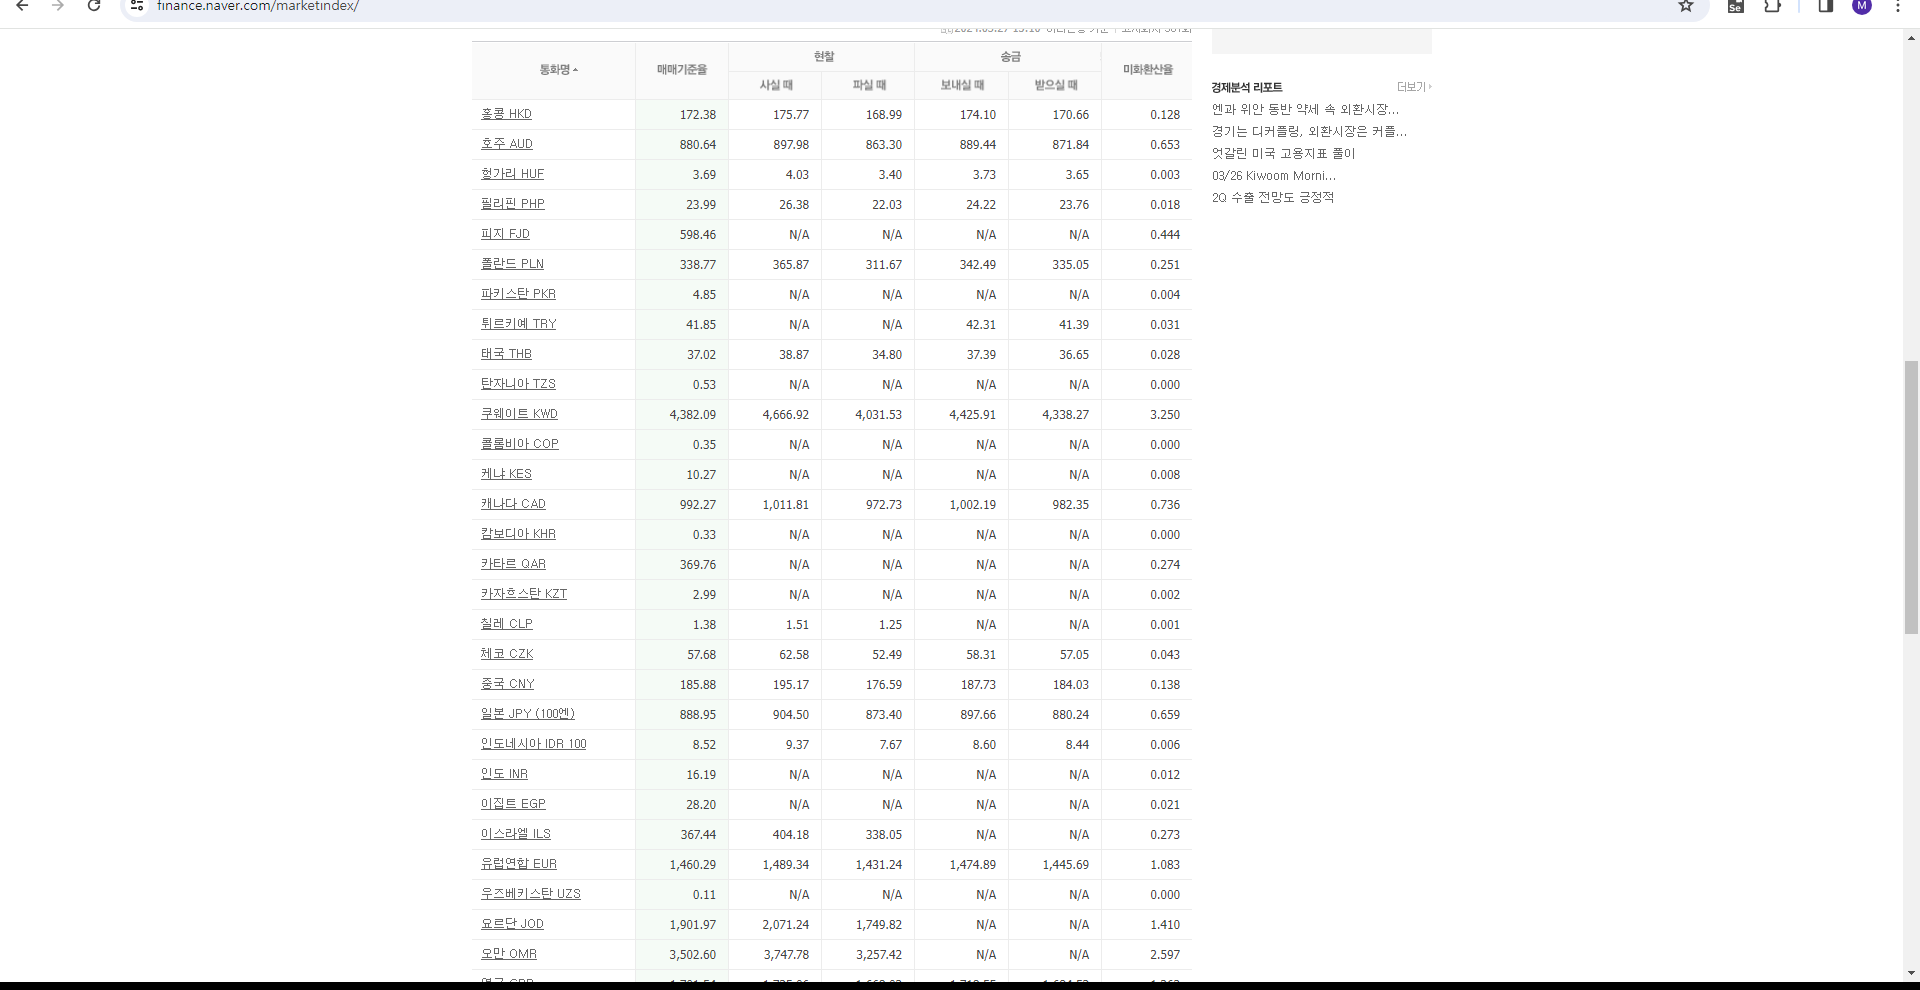 finance.naver.com/marketindex/
Se
M
통화명 매매기준율 현찰 송금 미화환산율
사실 때 파실 때 보내실 때 받으실 때
홍콩 HKD 172.38 175.77 168.99 174.10 170.66 0.128
호주 AUD 880.64 897.98 863.30 889.44 871.84 0.653
헝가리 HUF 3.69 4.03 3.40 3.73 3.65 0.003
필리핀 PHP 23.99 26.38 22.03 24.22 23.76 0.018
피지 FJD 598.46 N/A N/A N/A N/A 0.444
폴란드 PLN 338.77 365.87 311.67 342.49 335.05 0.251
파키스탄 PKR 4.85 N/A N/A N/A N/A 0.004
튀르키예 TRY 41.85 N/A N/A 42.31 41.39 0.031
태국 THB 37.02 38.87 34.80 37.39 36.65 0.028
탄자니아 TZS 0.53 N/A N/A N/A N/A 0.000
쿠웨이트 KWD 4,382.09 4,666.92 4,031.53 4,425.91 4,338.27 3.250
콜롬비아 COP 0.35 N/A N/A N/A N/A 0.000
케냐 KES 10.27 N/A N/A N/A N/A 0.008
캐나다 CAD 992.27 1,011.81 972.73 1,002.19 982.35 0.736
캄보디아 KHR 0.33 N/A N/A N/A N/A 0.000
카타르 QAR 369.76 N/A N/A N/A N/A 0.274
카자흐스탄 KZT 2.99 N/A N/A N/A N/A 0.002
칠레 CLP 1.38 1.51 1.25 N/A N/A 0.001
체코 CZK 57.68 62.58 52.49 58.31 57.05 0.043
중국 CNY 185.88 195.17 176.59 187.73 184.03 0.138
일본 JPY (100엔) 888.95 904.50 873.40 897.66 880.24 0.659
인도네시아 IDR 100 8.52 9.37 7.67 8.60 8.44 0.006
인도 INR 16.19 N/A N/A N/A N/A 0.012
이집트 EGP 28.20 N/A N/A N/A N/A 0.021
이스라엘 ILS 367.44 404.18 338.05 N/A N/A 0.273
유럽연합 EUR 1,460.29 1,489.34 1,431.24 1,474.89 1,445.69 1.083
우즈베키스탄 UZS 0.11 N/A N/A N/A N/A 0.000
요르단 JOD 1,901.97 2,071.24 1,749.82 N/A N/A 1.410
오만 OMR 3,502.60 3,747.78 3,257.42 N/A N/A 2.597
경제분석 리포트 더보기
엔과 위안 동반 약세 속 외환시장...
경기는 디커플링, 외환시장은 커플...
엇갈린 미국 고용지표 풀이
03/26 Kiwoom Morni...
2Q 수출 전망도 긍정적